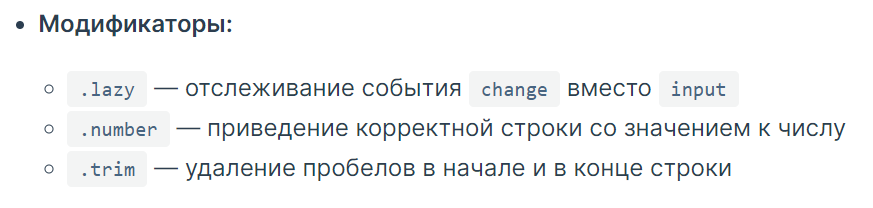 Модификаторы:
.lazy — отслеживание события change вместо input
.number — приведение корректной строки со значением к числу
.trim — удаление пробелов в начале и в конце строки